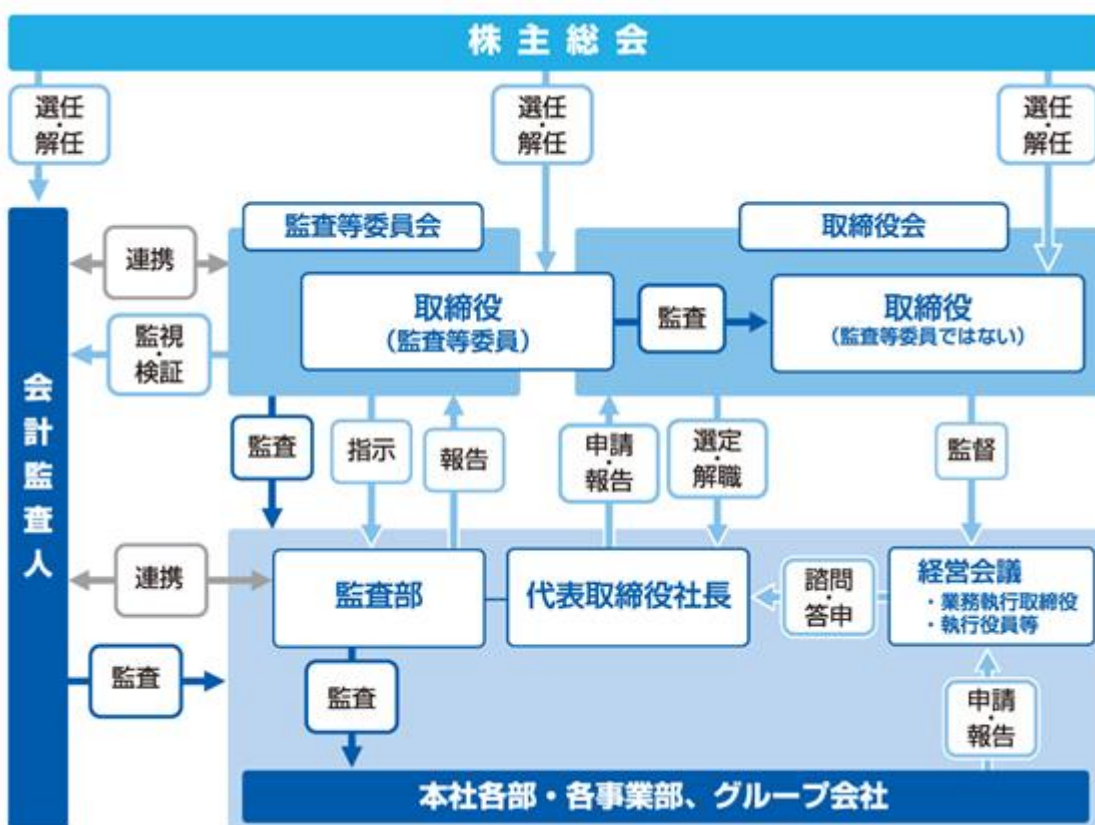 株主総会
選任・解任
選任・解任
選任・解任
監査等委員会
取締役会
連携
取締役
（監査等委員）
監査
取締役
（監査等委員ではない）
監視・検証
会計監査人
監査
指示
報告
申請・報告
選定・解職
監督
連携
監査部
代表取締役社長
諮問・答申
経営会議
・業務執行取締役
・執行役員等
監査
監査
申請・報告
本社各部・各事業部、グループ会社